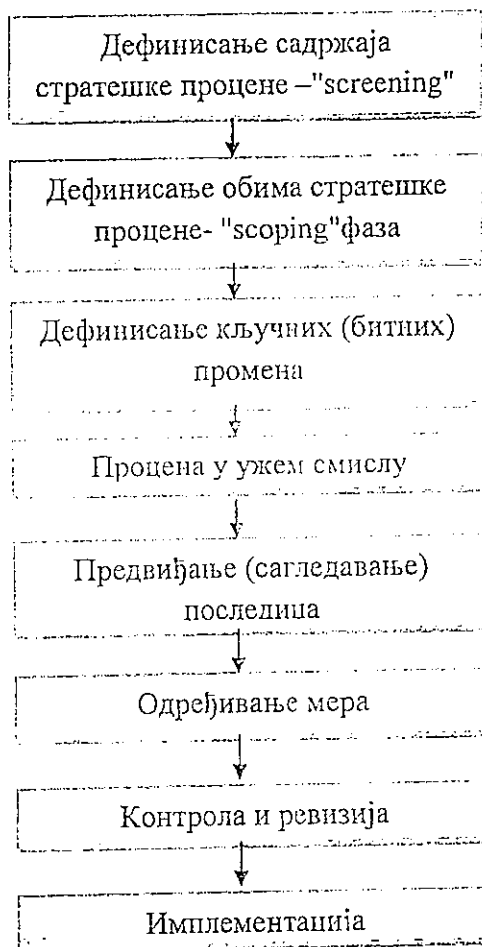 Дефинисање садржаја
стратешке процене –"screening"
Дефинисање обима стратешке
процене- "scoping"фаза
Дефинисање кључних (битних)
промена
Процена у ужем смислу
Предвиђање (сагледавање)
последица
Одређивање мера
Контрола и ревизија
Имплементација